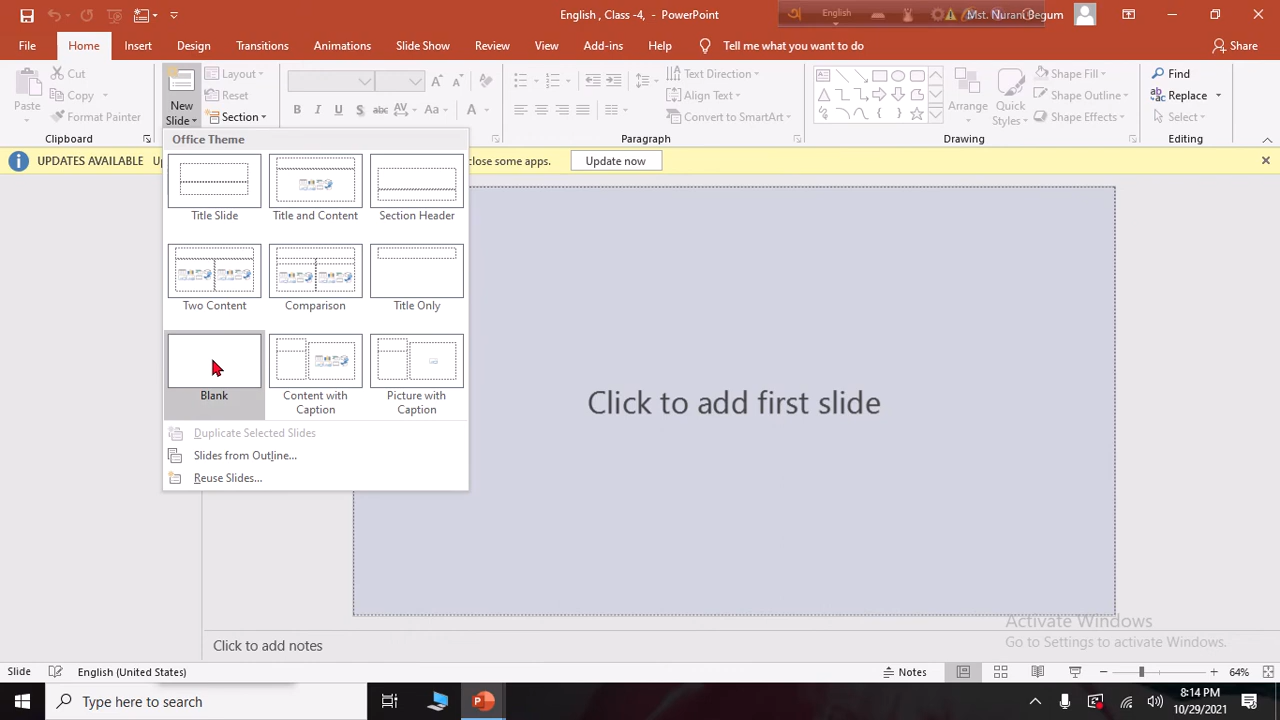 English , Class -4, - PowerPoint
English
Mst. Nurani Begum
File Home Insert Design Transitions Animations Slide Show Review View Add-ins Help Tell me what you want to do Share
Cut Layout Text Direction Shape Fill Find
Copy Reset Align Text Shape Outline Replace
Paste Format Painter New Slide Section Convert to SmartArt Arrange Quick Styles Shape Effects Select
Clipboard Paragraph Drawing Editing
Office Theme
UPDATES AVAILABLE close some apps. Update now
Title Slide Title and Content Section Header
Two Content Comparison Title Only
Blank Content with Caption Picture with Caption
Duplicate Selected Slides
Slides from Outline...
Reuse Slides...
Click to add first slide
Activate Windows
Go to Settings to activate Windows.
Click to add notes
Slide English (United States) Notes 64%
Type here to search
8:14 PM
10/29/2021